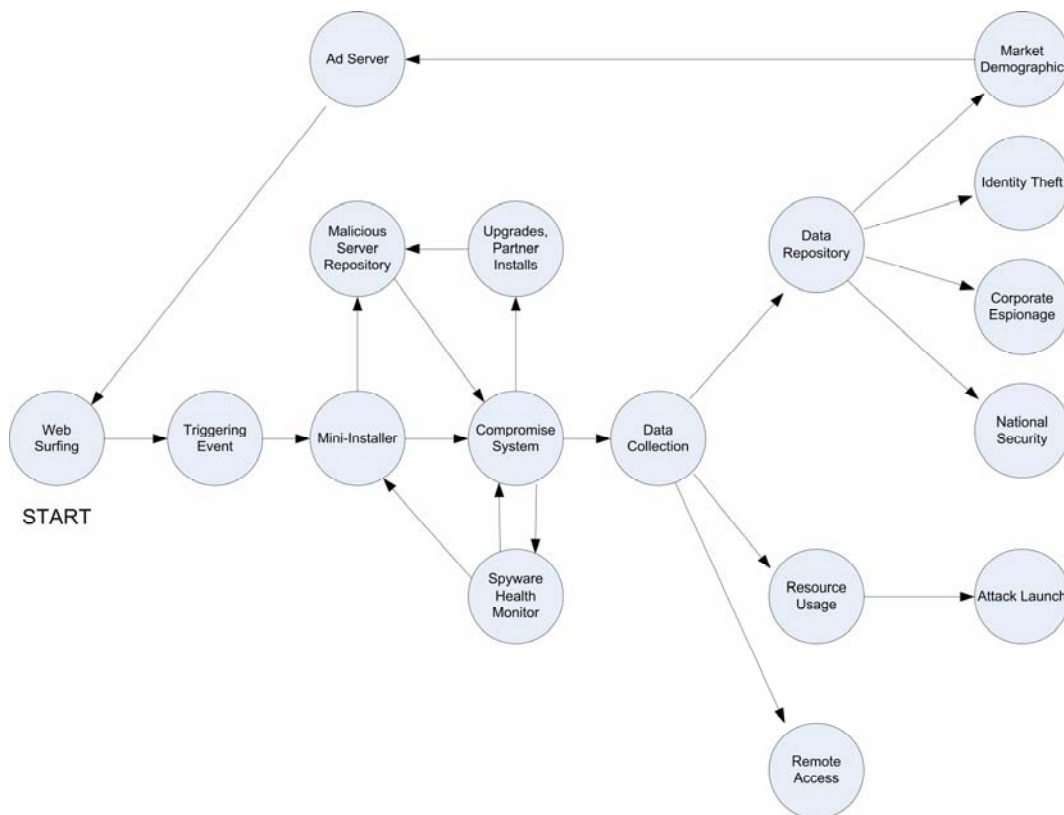 Ad Server
Market
Demographic
Identity Theft
Malicious
Server
Repository
Upgrades,
Partner
Installs
Data
Repository
Corporate
Espionage
Web
Surfing
Triggering
Event
Mini-Installer
Compromise
System
Data
Collection
National
Security
START
Spyware
Health
Monitor
Resource
Usage
Attack Launch
Remote
Access